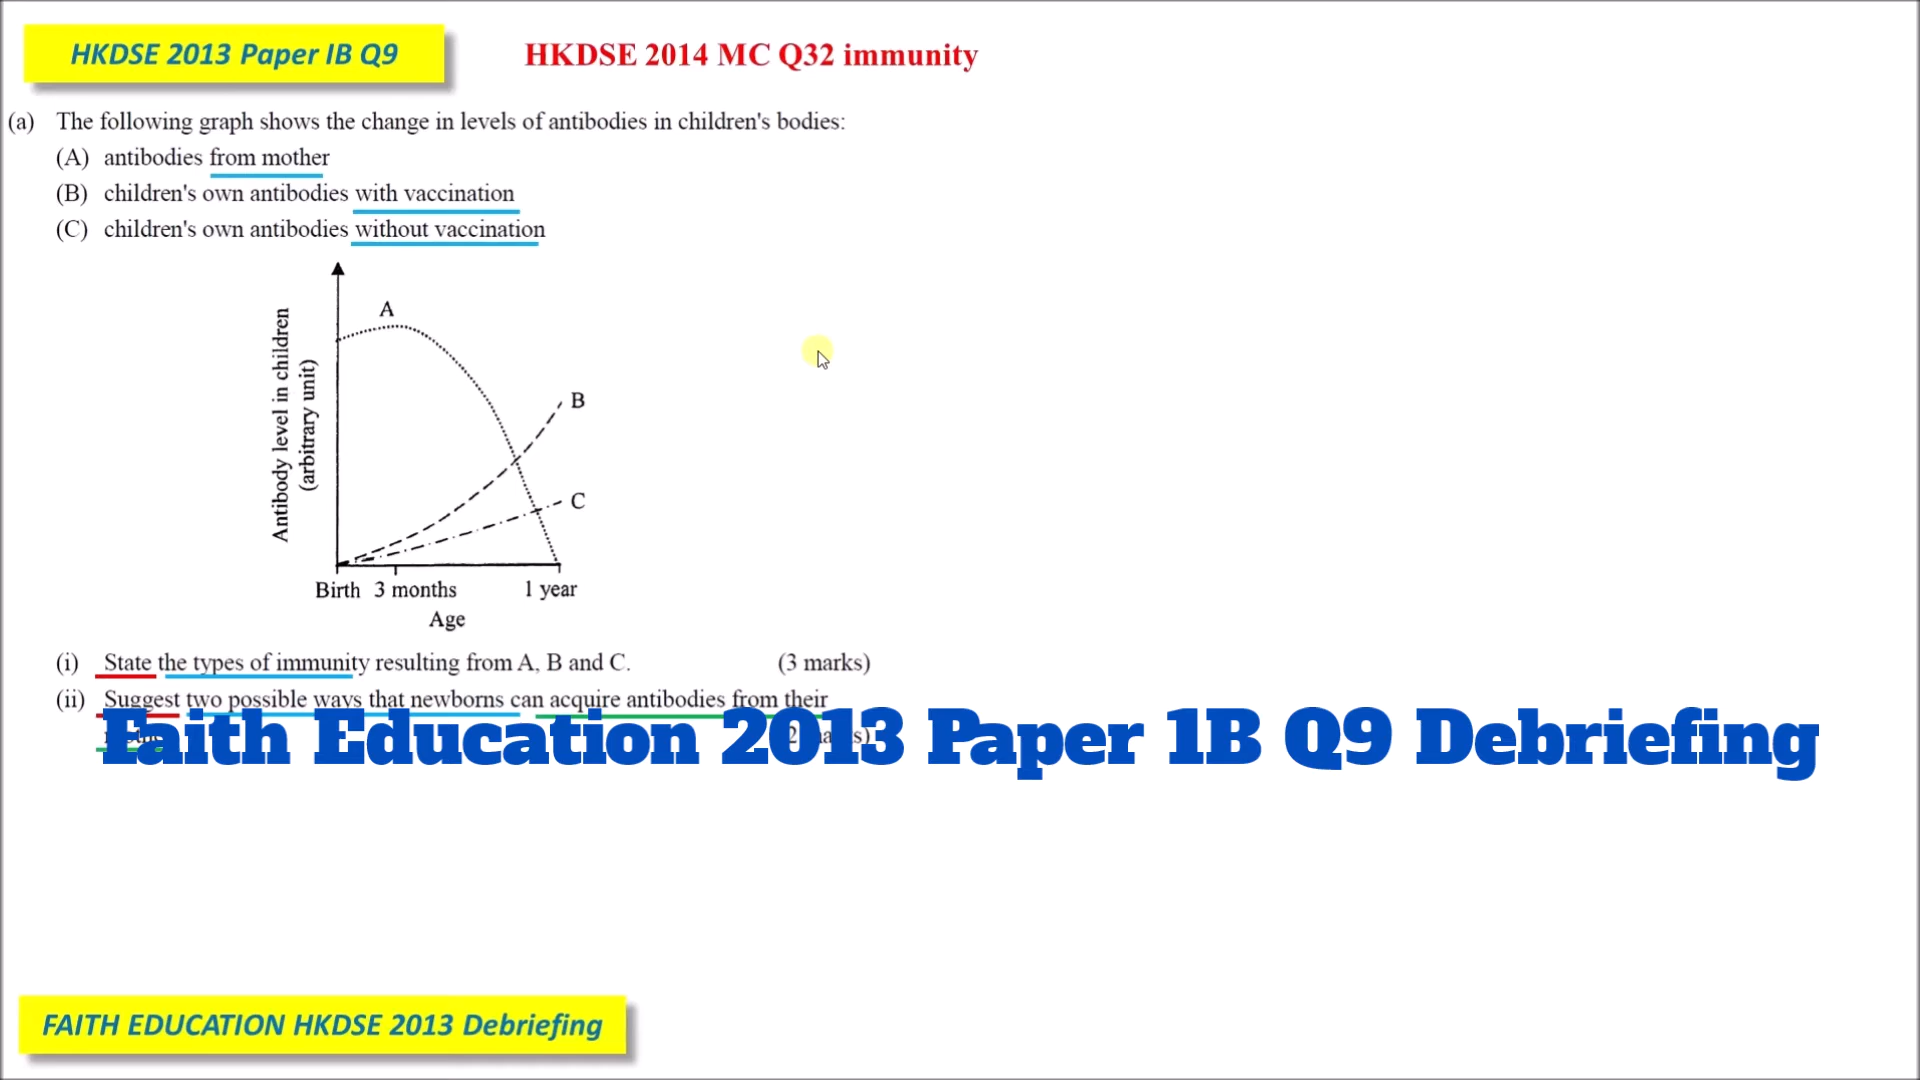 HKDSE 2013 Paper IB Q9
HKDSE 2014 MC Q32 immunity
(a) The following graph shows the change in levels of antibodies in children's bodies:
(A) antibodies from mother
(B) children's own antibodies with vaccination
(C) children's own antibodies without vaccination
Antibody level in children
(arbitrary unit)
A
B
C
Birth 3 months 1 year
Age
(i) State the types of immunity resulting from A, B and C. (3 marks)
(ii) Suggest two possible ways that newborns can acquire antibodies from their
Faith Education 2013 Paper 1B Q9 Debriefing
FAITH EDUCATION HKDSE 2013 Debriefing